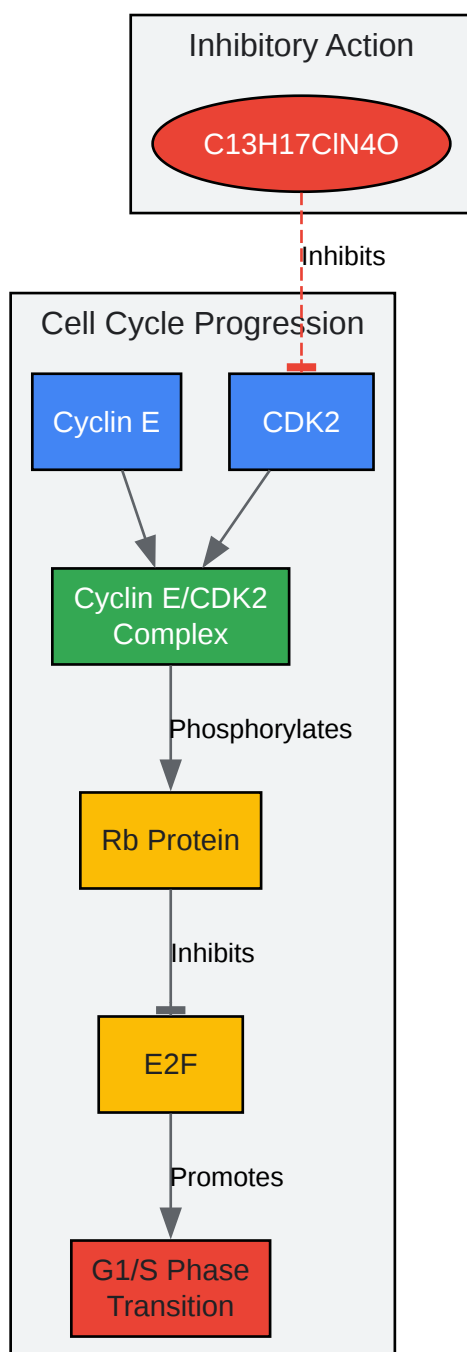 Inhibitory Action
C13H17ClN4O
Inhibits
Cell Cycle Progression
Cyclin E
CDK2
Cyclin E/CDK2
Complex
Phosphorylates
Rb Protein
Inhibits
E2F
Promotes
G1/S Phase
Transition